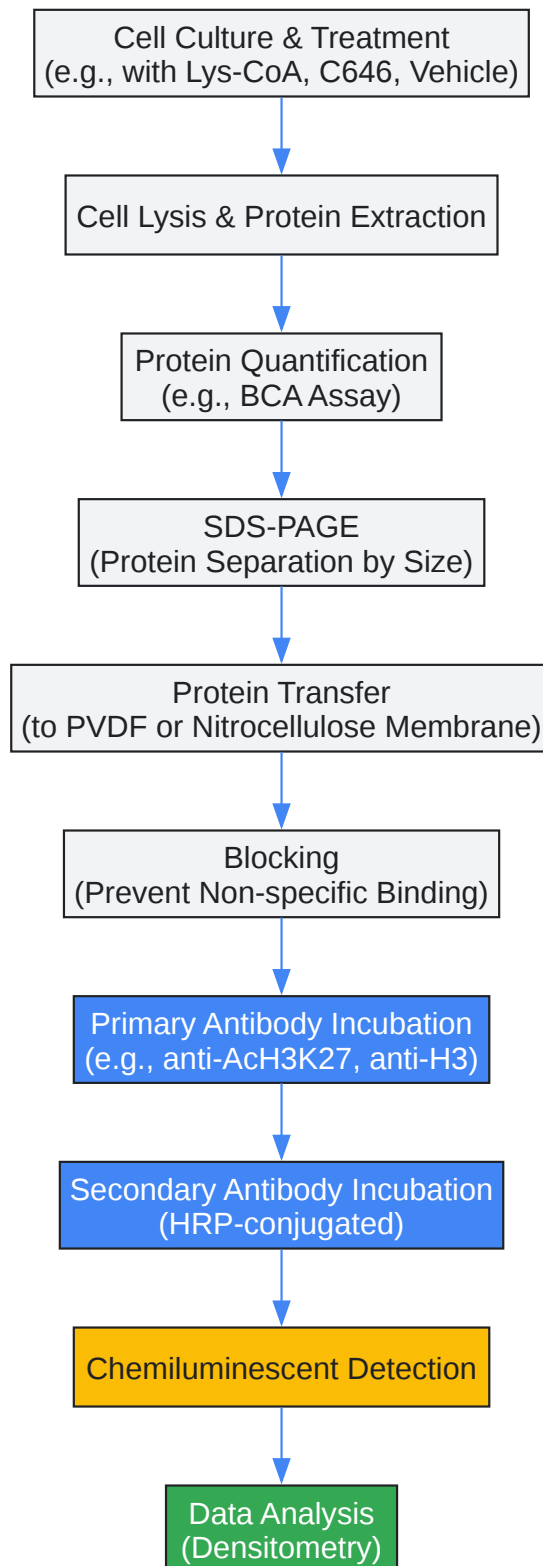 Cell Culture & Treatment
(e.g., with Lys-CoA, C646, Vehicle)
Cell Lysis & Protein Extraction
Protein Quantification
(e.g., BCA Assay)
SDS-PAGE
(Protein Separation by Size)
Protein Transfer
(to PVDF or Nitrocellulose Membrane)
Blocking
(Prevent Non-specific Binding)
Primary Antibody Incubation
(e.g., anti-AcH3K27, anti-H3)
Secondary Antibody Incubation
(HRP-conjugated)
Chemiluminescent Detection
Data Analysis
(Densitometry)